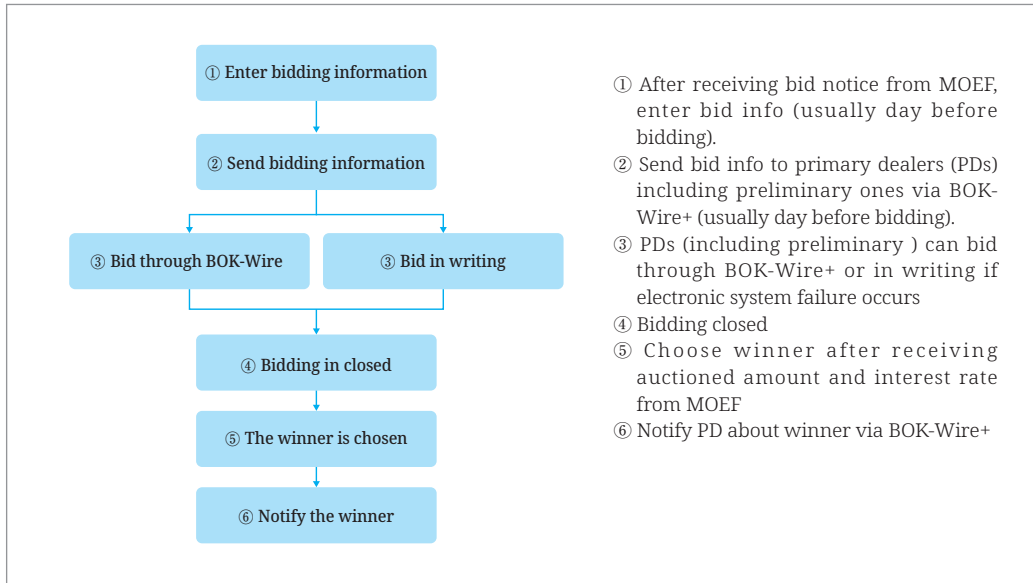 ① Enter bidding information
② Send bidding information
③ Bid through BOK-Wire
③ Bid in writing
④ Bidding in closed
⑤ The winner is chosen
⑥ Notify the winner
① After receiving bid notice from MOEF,
enter bid info (usually day before
bidding).
② Send bid info to primary dealers (PDs)
including preliminary ones via BOK-
Wire+ (usually day before bidding).
③ PDs (including preliminary ) can bid
through BOK-Wire+ or in writing if
electronic system failure occurs
④ Bidding closed
⑤ Choose winner after receiving
auctioned amount and interest rate
from MOEF
⑥ Notify PD about winner via BOK-Wire+